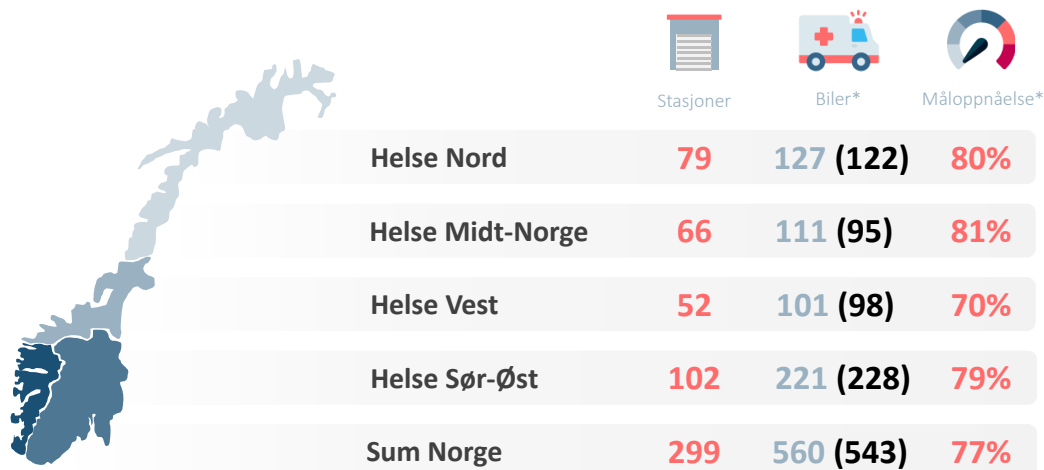 Stasjoner Biler* Måloppnåelse*
Helse Nord 79 127 (122) 80%
Helse Midt-Norge 66 111 (95) 81%
Helse Vest 52 101 (98) 70%
Helse Sør-Øst 102 221 (228) 79%
Sum Norge 299 560 (543) 77%